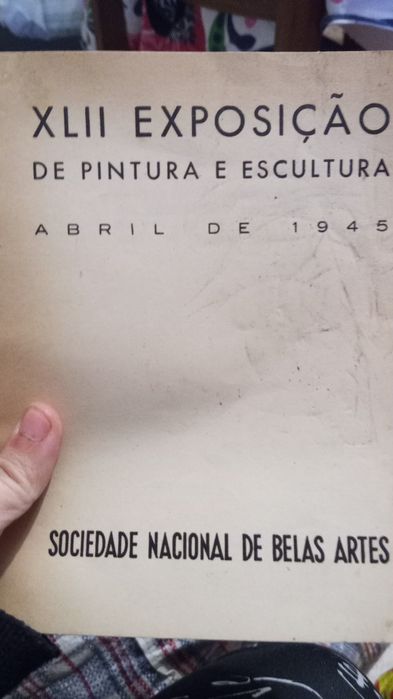 XLII EXPOSIÇÃO
DE PINTURA E ESCULTURA
ABRIL DE 1945
SOCIEDADE NACIONAL DE BELAS ARTES